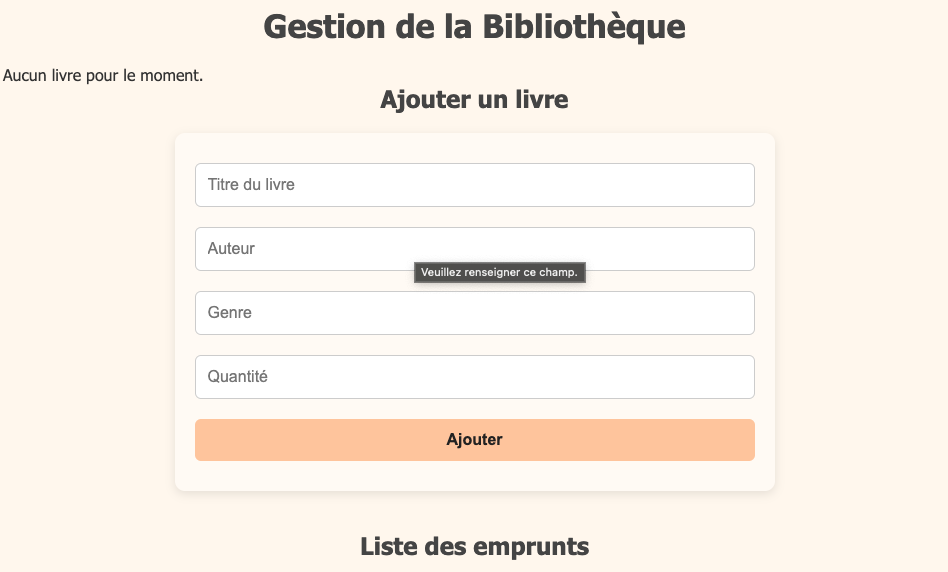 Gestion de la Bibliothèque
Aucun livre pour le moment.
Ajouter un livre
Titre du livre
Auteur
Veuillez renseigner ce champ.
Genre
Quantité
Ajouter
Liste des emprunts